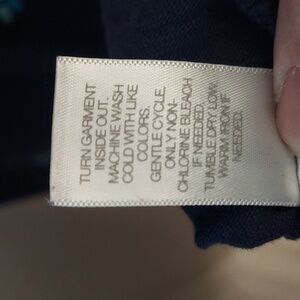 TURN GARMENT
INSIDE OUT.
MACHINE WASH
COLD WITH LIKE
COLORS.
GENTLE CYCLE.
ONLY NON-
CHLORINE BLEACH
IF NEEDED.
TUMBLE DRY LOW.
WARM IRON IF
NEEDED.